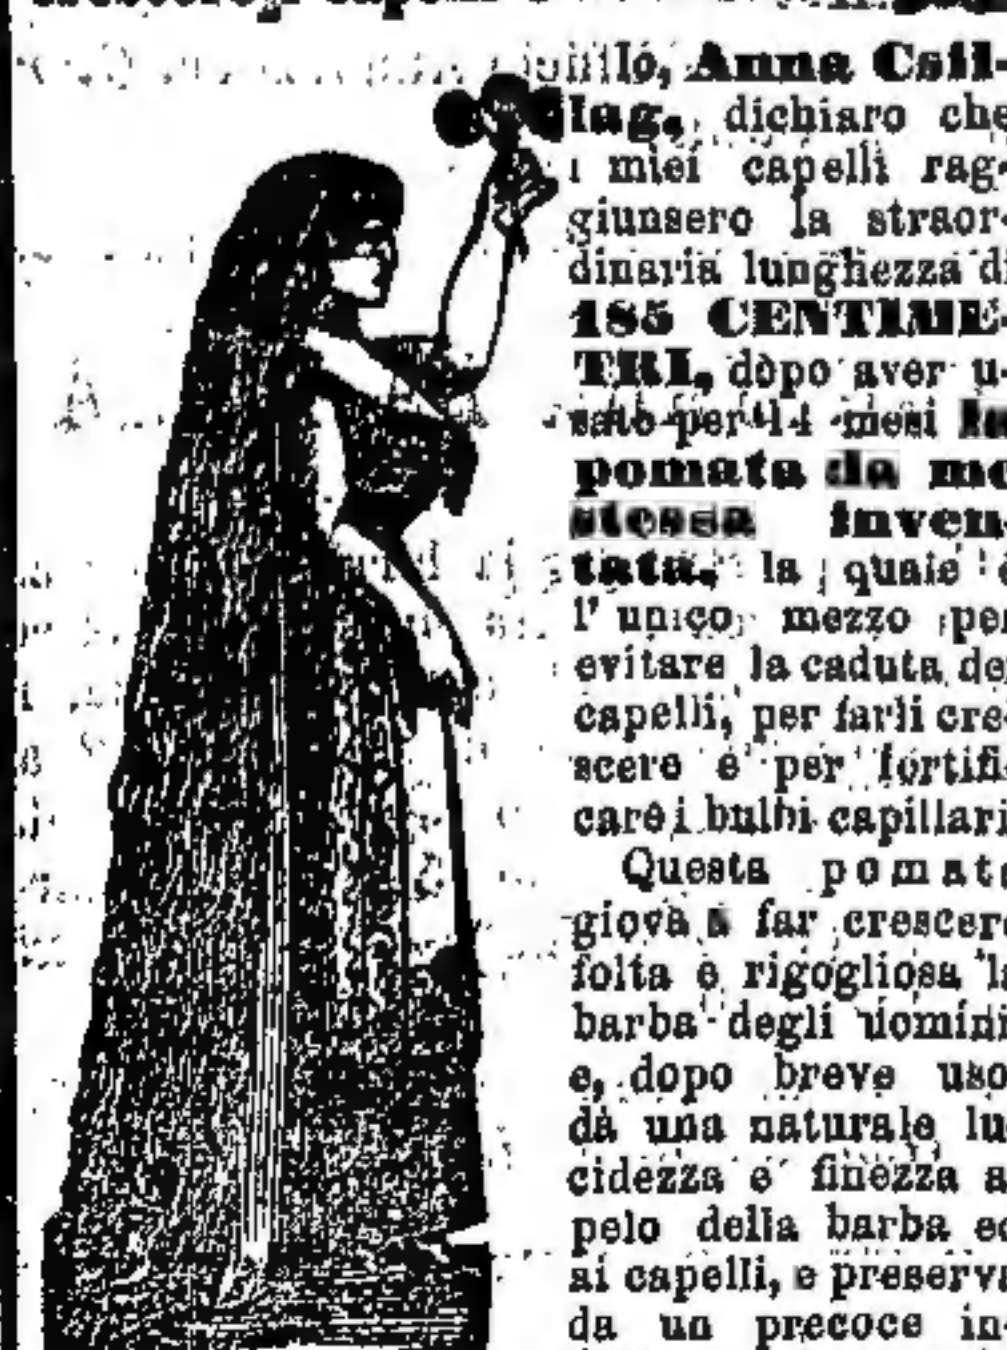 Anna Csil-
lag, dichiaro che
i miei capelli rag-
giunsero la straor-
dinaria lunghezza di
185 CENTIME-
TRI, dopo aver u-
sato per 14 mesi la
pomata da me
stessa inven
tata, la quale è
l'unico mezzo per
evitare la caduta dei
capelli, per farli cre-
scere e per fortifi-
care i bulbi capillari
Questa pomata
giova a far crescere
folta e rigogliosa la
barba degli uomini
e, dopo breve uso
dà una naturale lu-
cidezza e finezza al
pelo della barba ed
ai capelli, e preserva
da un precoce in-